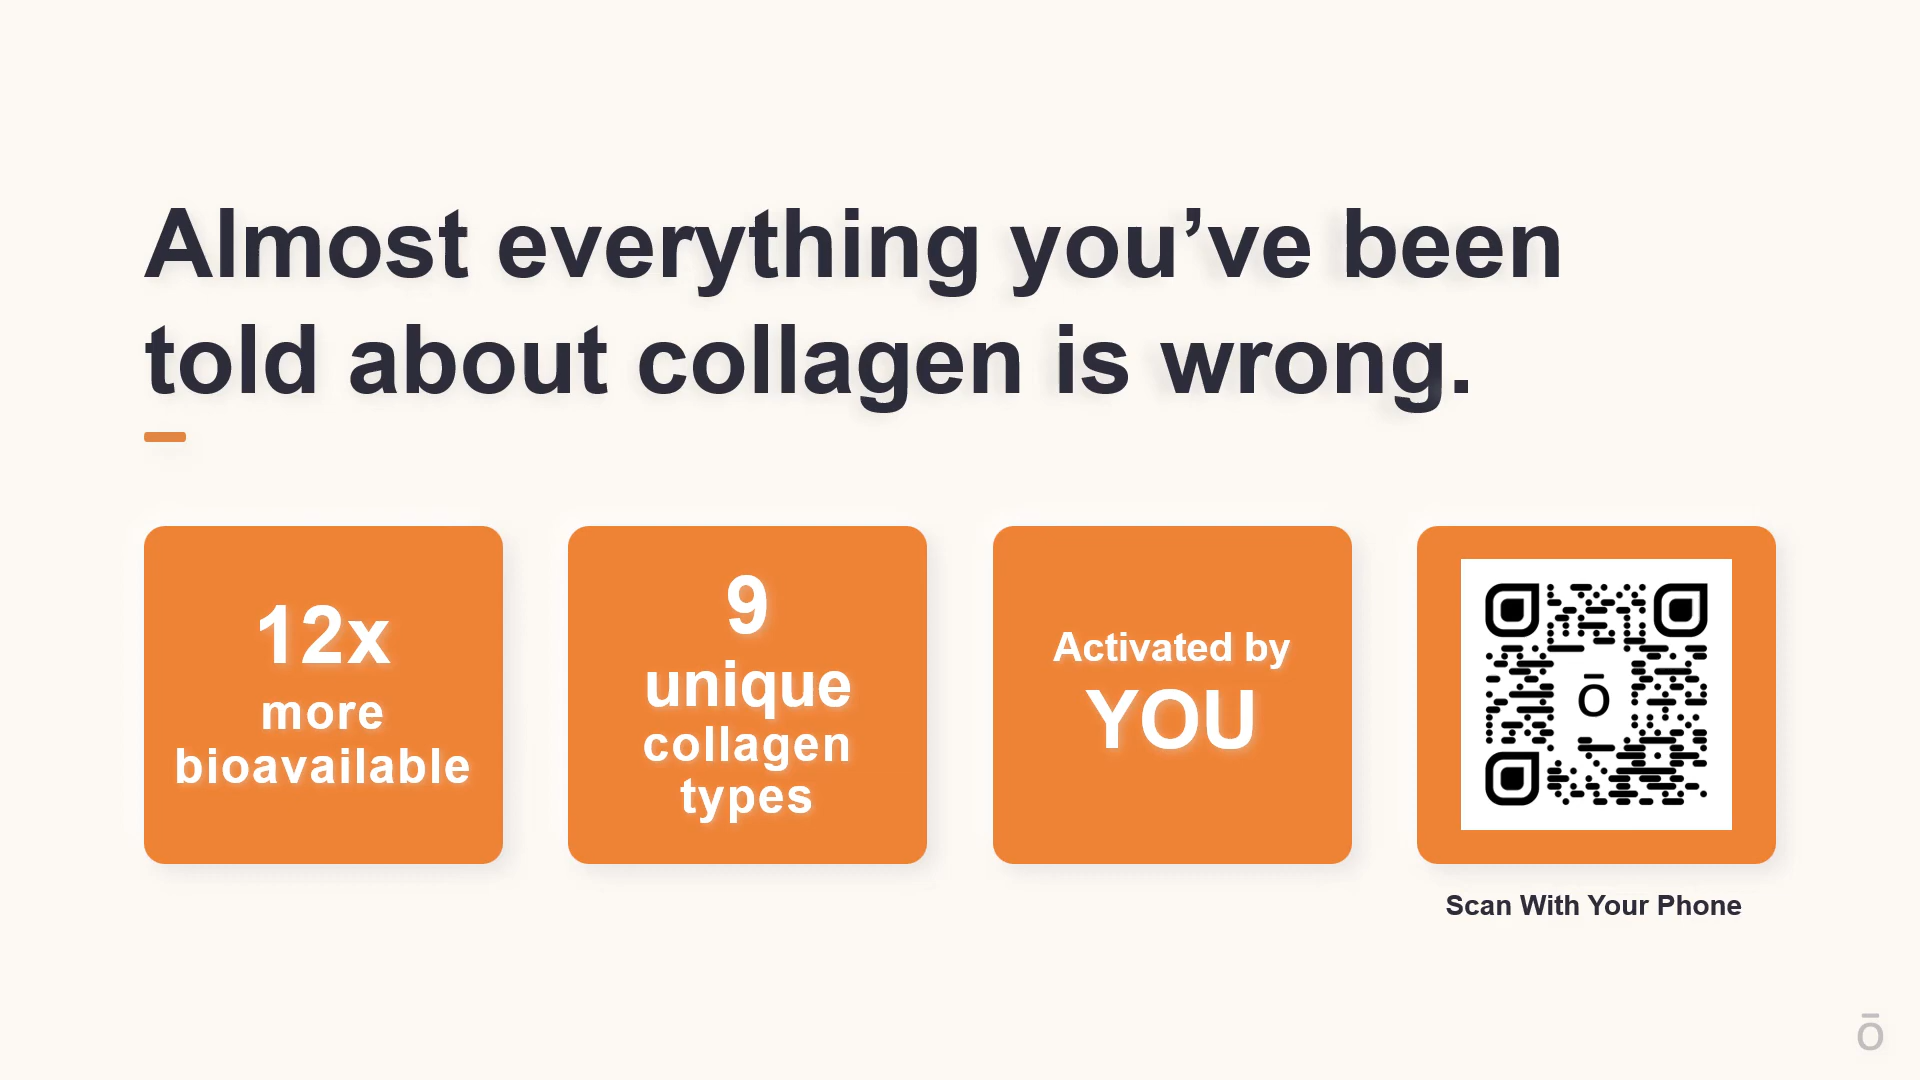 Almost everything you’ve been
told about collagen is wrong.
12x
more
bioavailable
9
unique
collagen
types
Activated by
YOU
ō
Scan With Your Phone
ō